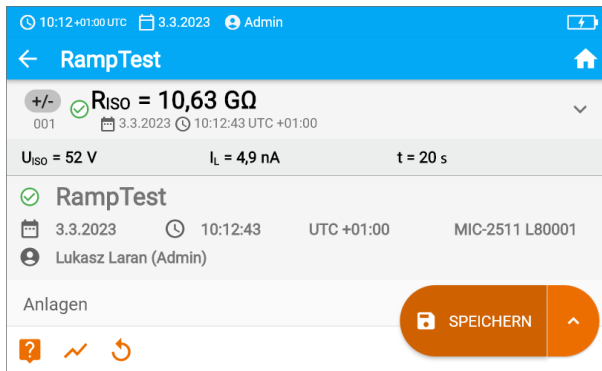 10:12+01:00 UTC 3.3.2023 Admin
RampTest
+/- RISO = 10,63 GΩ
001 3.3.2023 10:12:43 UTC +01:00
UISO = 52 V IL = 4,9 nA t = 20 s
RampTest
3.3.2023 10:12:43 UTC +01:00 MIC-2511 L80001
Lukasz Laran (Admin)
Anlagen
SPEICHERN
?